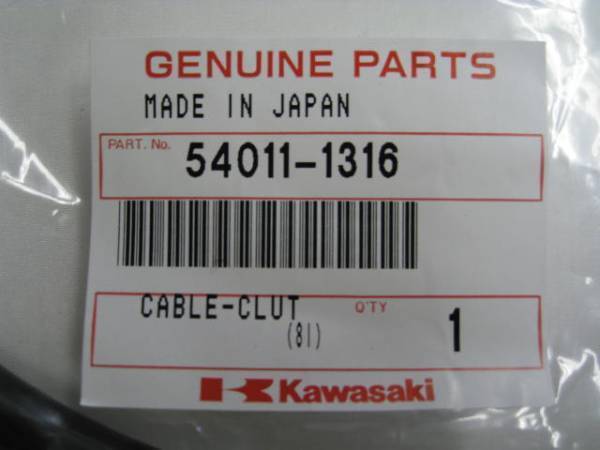 GENUINE PARTS
MADE IN JAPAN
PART. No. 54011-1316
CABLE-CLUT Q'TY 1
(81)
Kawasaki